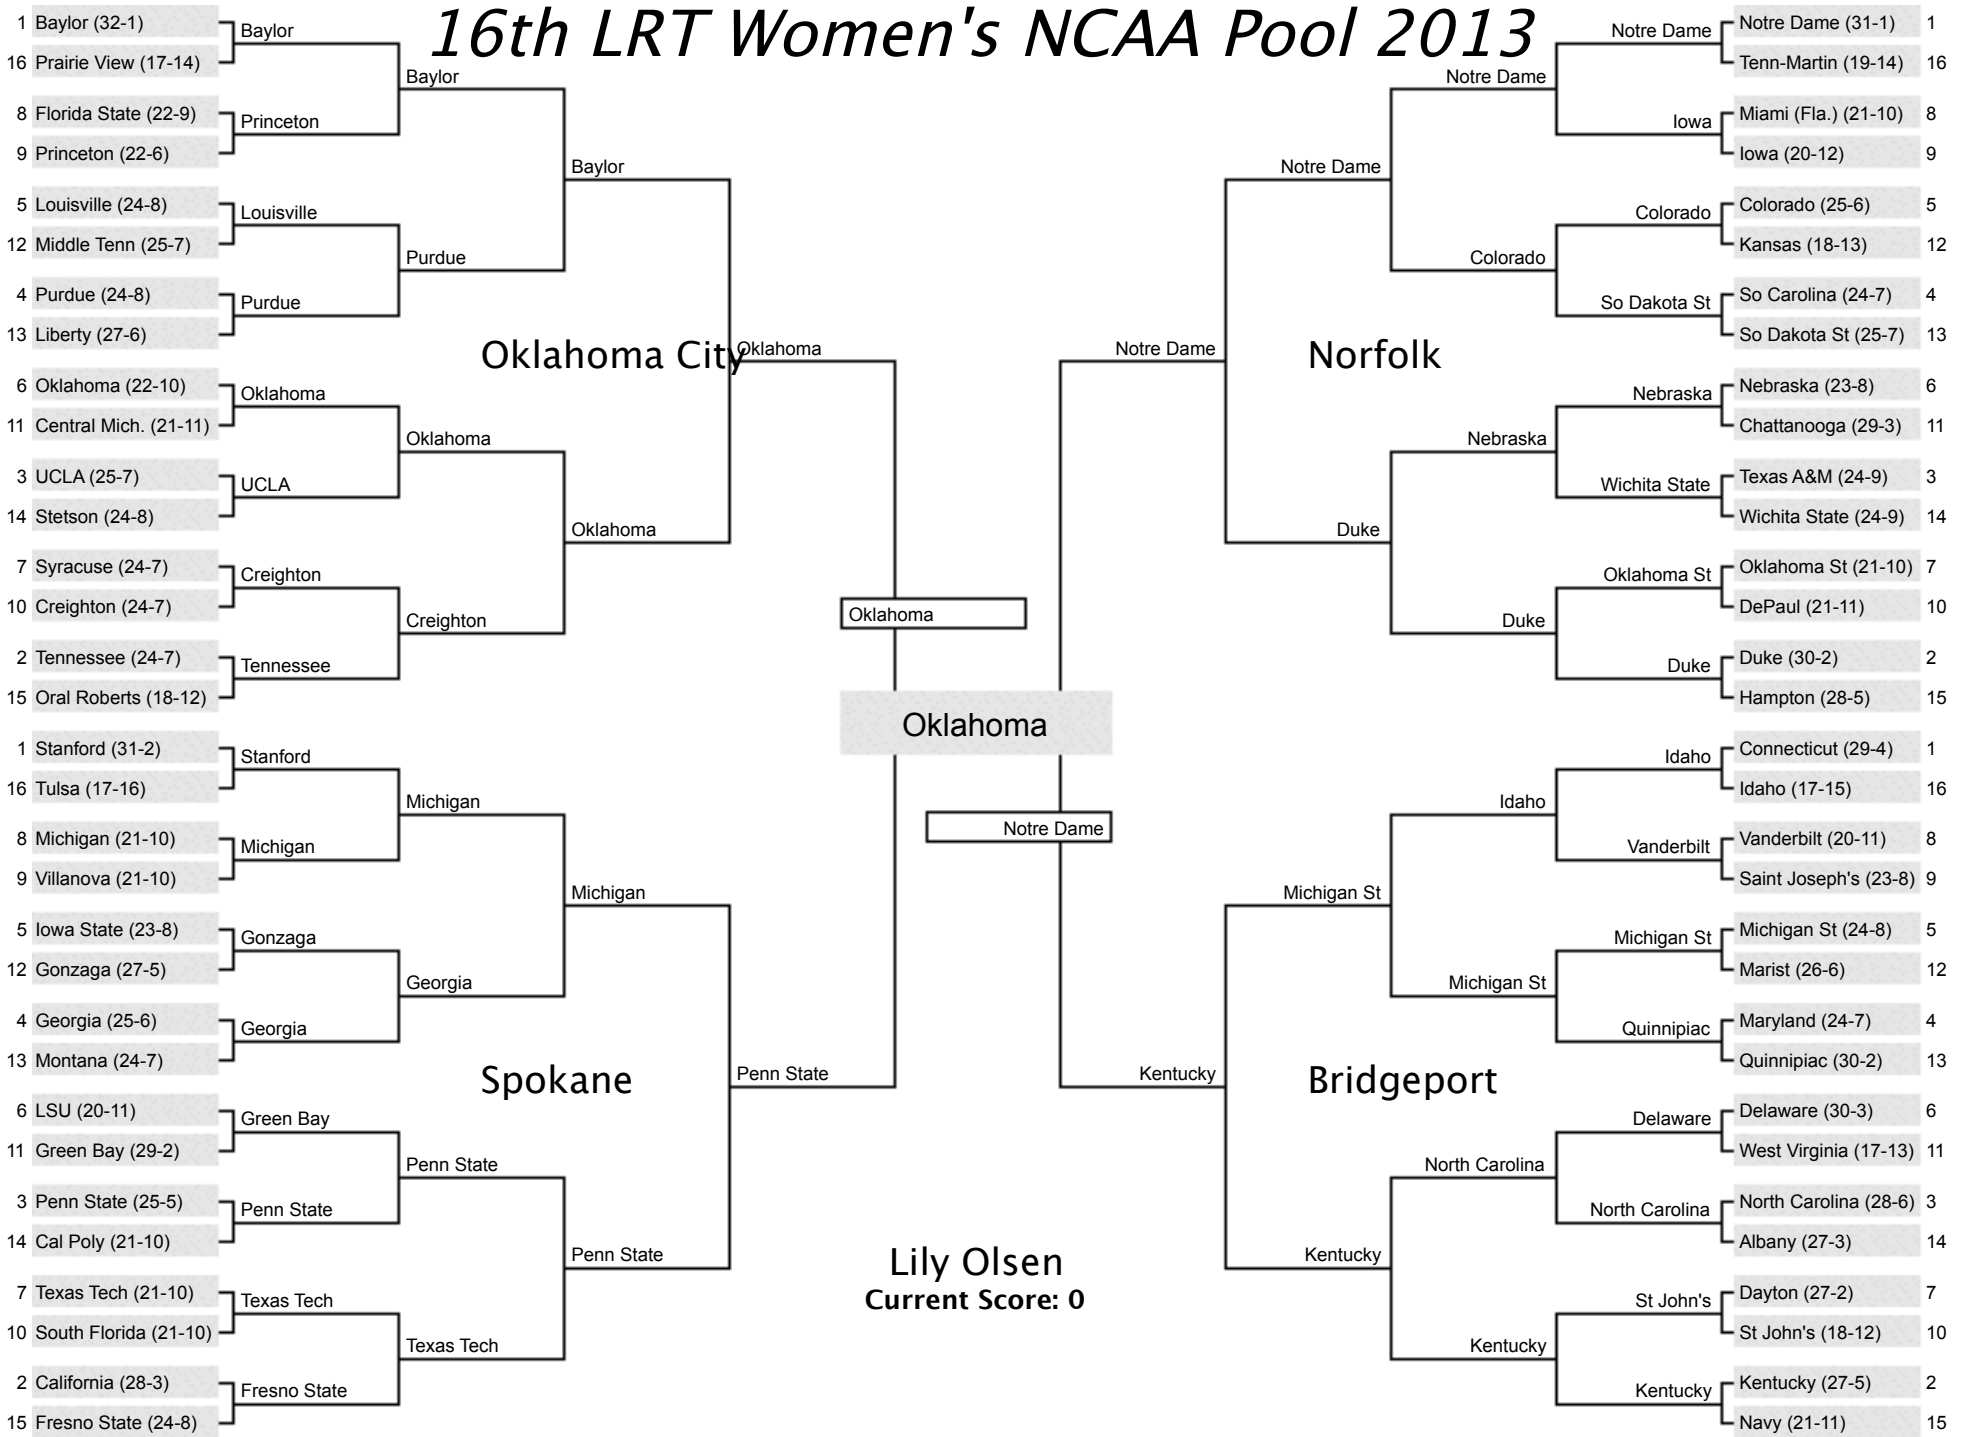 16th LRT Women's NCAA Pool 2013
1 Baylor (32-1)
16 Prairie View (17-14)
8 Florida State (22-9)
9 Princeton (22-6)
5 Louisville (24-8)
12 Middle Tenn (25-7)
4 Purdue (24-8)
13 Liberty (27-6)
6 Oklahoma (22-10)
11 Central Mich. (21-11)
3 UCLA (25-7)
14 Stetson (24-8)
7 Syracuse (24-7)
10 Creighton (24-7)
2 Tennessee (24-7)
15 Oral Roberts (18-12)
1 Stanford (31-2)
16 Tulsa (17-16)
8 Michigan (21-10)
9 Villanova (21-10)
5 Iowa State (23-8)
12 Gonzaga (27-5)
4 Georgia (25-6)
13 Montana (24-7)
6 LSU (20-11)
11 Green Bay (29-2)
3 Penn State (25-5)
14 Cal Poly (21-10)
7 Texas Tech (21-10)
10 South Florida (21-10)
2 California (28-3)
15 Fresno State (24-8)
Baylor
Princeton
Louisville
Purdue
Oklahoma
UCLA
Creighton
Tennessee
Stanford
Michigan
Gonzaga
Georgia
Green Bay
Penn State
Texas Tech
Fresno State
Baylor
Purdue
Oklahoma
Creighton
Michigan
Georgia
Penn State
Texas Tech
Baylor
Oklahoma
Michigan
Penn State
Oklahoma City
Spokane
Oklahoma
Penn State
Oklahoma
Oklahoma
Notre Dame
Lily Olsen
Current Score: 0
Notre Dame
Kentucky
Norfolk
Bridgeport
Notre Dame
Duke
Michigan St
Kentucky
Notre Dame
Colorado
Nebraska
Duke
Idaho
Michigan St
North Carolina
Kentucky
Notre Dame
Iowa
Colorado
So Dakota St
Nebraska
Wichita State
Oklahoma St
Duke
Idaho
Vanderbilt
Michigan St
Quinnipiac
Delaware
North Carolina
St John's
Kentucky
Notre Dame (31-1) 1
Tenn-Martin (19-14) 16
Miami (Fla.) (21-10) 8
Iowa (20-12) 9
Colorado (25-6) 5
Kansas (18-13) 12
So Carolina (24-7) 4
So Dakota St (25-7) 13
Nebraska (23-8) 6
Chattanooga (29-3) 11
Texas A&M (24-9) 3
Wichita State (24-9) 14
Oklahoma St (21-10) 7
DePaul (21-11) 10
Duke (30-2) 2
Hampton (28-5) 15
Connecticut (29-4) 1
Idaho (17-15) 16
Vanderbilt (20-11) 8
Saint Joseph's (23-8) 9
Michigan St (24-8) 5
Marist (26-6) 12
Maryland (24-7) 4
Quinnipiac (30-2) 13
Delaware (30-3) 6
West Virginia (17-13) 11
North Carolina (28-6) 3
Albany (27-3) 14
Dayton (27-2) 7
St John's (18-12) 10
Kentucky (27-5) 2
Navy (21-11) 15